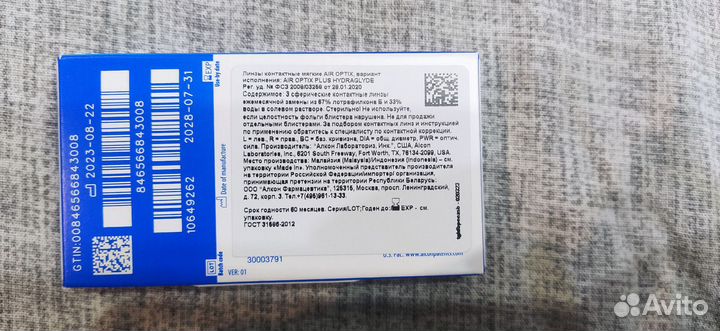 Линзы контактные мягкие AIR OPTIX, вариант
исполнения: AIR OPTIX PLUS HYDRAGLYDE
Рег. уд. № ФСЗ 2008/03259 от 28.01.2020
Содержимое: 3 сферические контактные линзы
ежемесячной замены из 67% лотрафилкона Б и 33%
воды в солевом растворе. Стерильно! Не используйте,
если целостность фольги блистера нарушена. Не продажи
отдельными блистерами. За подбором контактных линз и инструкцией
по применению обратитесь к специалисту по контактной коррекции.
L = лев., R = прав., BC = баз. кривизна, DIA = общ. диаметр, PWR = оптич.
сила. Производитель: "Алкон Лабораториз, Инк.", США, Alcon
Laboratories, Inc., 6201 South Freeway, Fort Worth, TX, 76134-2099, USA.
Место производства: Малайзия (Malaysia)/Индонезия (Indonesia) – см.
упаковку «Made in». Уполномоченный представитель производителя
на территории Российской Федерации/импортер/организация,
принимающая претензии на территории Республики Беларусь:
ООО "Алкон Фармацевтика", 125315, Москва, просп. Ленинградский,
д. 72, корп. 3. Тел.+7(495)961-13-33.
Срок годности 60 месяцев. Серия/LOT; Годен до: EXP - см.
упаковку.
ГОСТ 31586-2012
GTIN: 00846566843008
2023-08-22
846566843008
10649262
2028-07-31
EXP
Use by date
Date of manufacture
LOT
Batch code
30003791
VER: 01
Avito